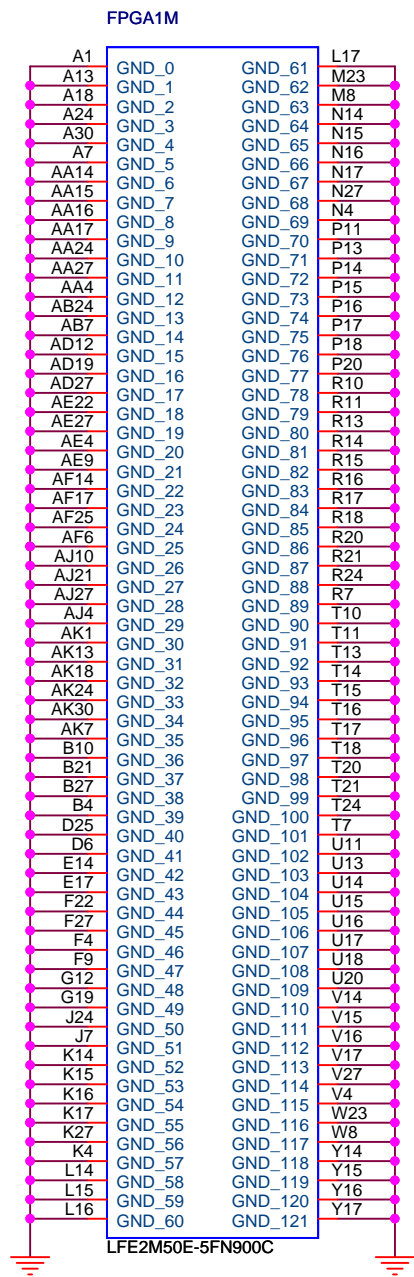 FPGA1M
A1 GND_0 GND_61 L17
A13 GND_1 GND_62 M23
A18 GND_2 GND_63 M8
A24 GND_3 GND_64 N14
A30 GND_4 GND_65 N15
A7 GND_5 GND_66 N16
AA14 GND_6 GND_67 N17
AA15 GND_7 GND_68 N27
AA16 GND_8 GND_69 N4
AA17 GND_9 GND_70 P11
AA24 GND_10 GND_71 P13
AA27 GND_11 GND_72 P14
AA4 GND_12 GND_73 P15
AB24 GND_13 GND_74 P16
AB7 GND_14 GND_75 P17
AD12 GND_15 GND_76 P18
AD19 GND_16 GND_77 P20
AD27 GND_17 GND_78 R10
AE22 GND_18 GND_79 R11
AE27 GND_19 GND_80 R13
AE4 GND_20 GND_81 R14
AE9 GND_21 GND_82 R15
AF14 GND_22 GND_83 R16
AF17 GND_23 GND_84 R17
AF25 GND_24 GND_85 R18
AF6 GND_25 GND_86 R20
AJ10 GND_26 GND_87 R21
AJ21 GND_27 GND_88 R24
AJ27 GND_28 GND_89 R7
AJ4 GND_29 GND_90 T10
AK1 GND_30 GND_91 T11
AK13 GND_31 GND_92 T13
AK18 GND_32 GND_93 T14
AK24 GND_33 GND_94 T15
AK30 GND_34 GND_95 T16
AK7 GND_35 GND_96 T17
B10 GND_36 GND_97 T18
B21 GND_37 GND_98 T20
B27 GND_38 GND_99 T21
B4 GND_39 GND_100 T24
D25 GND_40 GND_101 T7
D6 GND_41 GND_102 U11
E14 GND_42 GND_103 U13
E17 GND_43 GND_104 U14
F22 GND_44 GND_105 U15
F27 GND_45 GND_106 U16
F4 GND_46 GND_107 U17
F9 GND_47 GND_108 U18
G12 GND_48 GND_109 U20
G19 GND_49 GND_110 V14
J24 GND_50 GND_111 V15
J7 GND_51 GND_112 V16
K14 GND_52 GND_113 V17
K15 GND_53 GND_114 V27
K16 GND_54 GND_115 V4
K17 GND_55 GND_116 W23
K27 GND_56 GND_117 W8
K4 GND_57 GND_118 Y14
L14 GND_58 GND_119 Y15
L15 GND_59 GND_120 Y16
L16 GND_60 GND_121 Y17
LFE2M50E-5FN900C